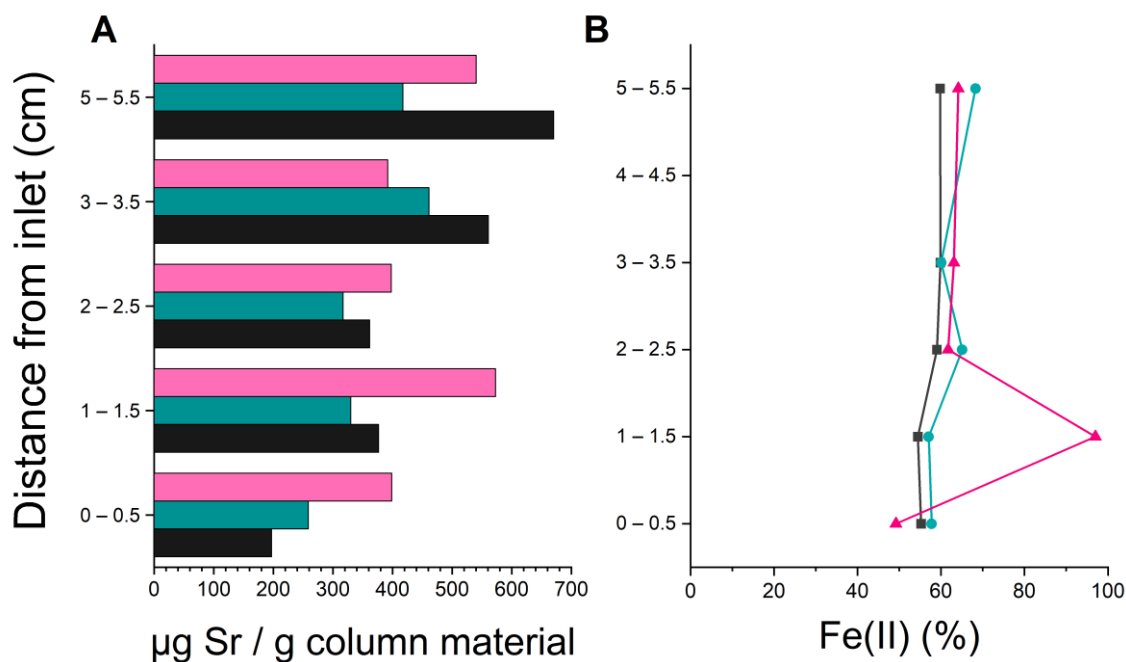 A
B
Distance from inlet (cm)
5 – 5.5
3 – 3.5
2 – 2.5
1 – 1.5
0 – 0.5
0 100 200 300 400 500 600 700
µg Sr / g column material
5 – 5.5
4 – 4.5
3 – 3.5
2 – 2.5
1 – 1.5
0 – 0.5
0 20 40 60 80 100
Fe(II) (%)